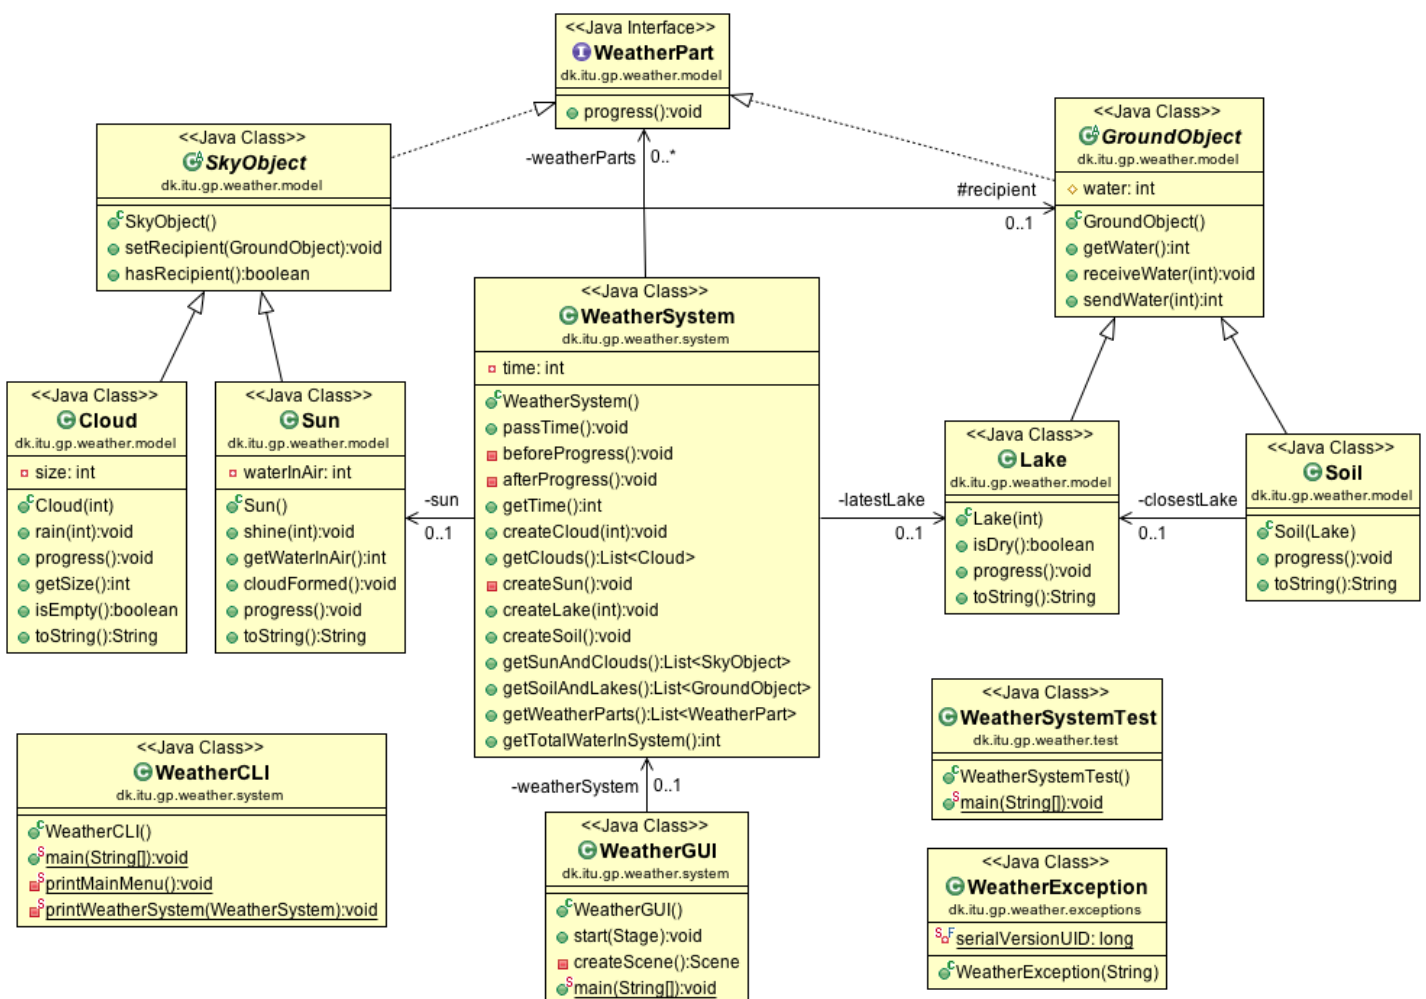 <<Java Interface>>
WeatherPart
dk.itu.gp.weather.model
progress():void
<<Java Class>>
SkyObject
dk.itu.gp.weather.model
SkyObject()
setRecipient(GroundObject):void
hasRecipient():boolean
-weatherParts
0..*
<<Java Class>>
GroundObject
dk.itu.gp.weather.model
water: int
GroundObject()
getWater():int
receiveWater(int):void
sendWater(int):int
#recipient
0..1
<<Java Class>>
Cloud
dk.itu.gp.weather.model
size: int
Cloud(int)
rain(int):void
progress():void
getSize():int
isEmpty():boolean
toString():String
<<Java Class>>
Sun
dk.itu.gp.weather.model
waterInAir: int
Sun()
shine(int):void
getWaterInAir():int
cloudFormed():void
progress():void
toString():String
-sun
0..1
<<Java Class>>
WeatherSystem
dk.itu.gp.weather.system
time: int
WeatherSystem()
passTime():void
beforeProgress():void
afterProgress():void
getTime():int
createCloud(int):void
getClouds():List<Cloud>
createSun():void
createLake(int):void
createSoil():void
getSunAndClouds():List<SkyObject>
getSoilAndLakes():List<GroundObject>
getWeatherParts():List<WeatherPart>
getTotalWaterInSystem():int
-latestLake
0..1
<<Java Class>>
Lake
dk.itu.gp.weather.model
Lake(int)
isDry():boolean
progress():void
toString():String
-closestLake
0..1
<<Java Class>>
Soil
dk.itu.gp.weather.model
Soil(Lake)
progress():void
toString():String
<<Java Class>>
WeatherCLI
dk.itu.gp.weather.system
WeatherCLI()
main(String[]):void
printMainMenu():void
printWeatherSystem(WeatherSystem):void
-weatherSystem
0..1
<<Java Class>>
WeatherGUI
dk.itu.gp.weather.system
WeatherGUI()
start(Stage):void
createScene():Scene
main(String[]):void
<<Java Class>>
WeatherSystemTest
dk.itu.gp.weather.test
WeatherSystemTest()
main(String[]):void
<<Java Class>>
WeatherException
dk.itu.gp.weather.exceptions
serialVersionUID: long
WeatherException(String)